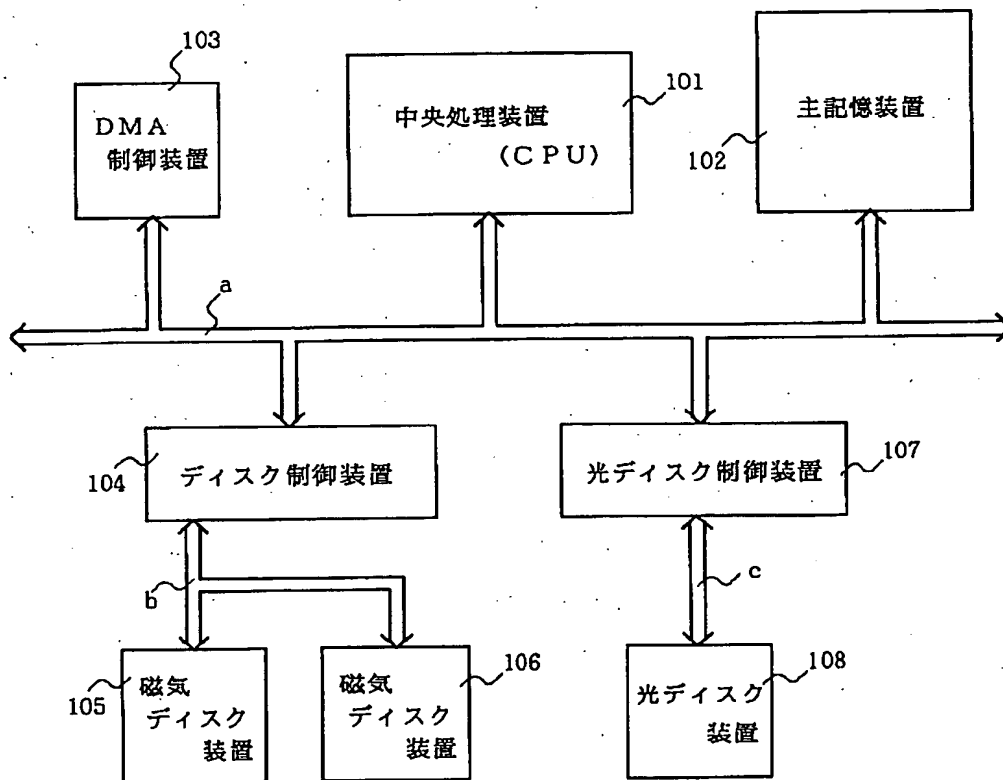 103
DMA
制御装置
中央処理装置
(CPU)
101
主記憶装置
102
a
ディスク制御装置
104
光ディスク制御装置
107
b
c
磁気
ディスク
装置
105
磁気
ディスク
装置
106
光ディスク
装置
108